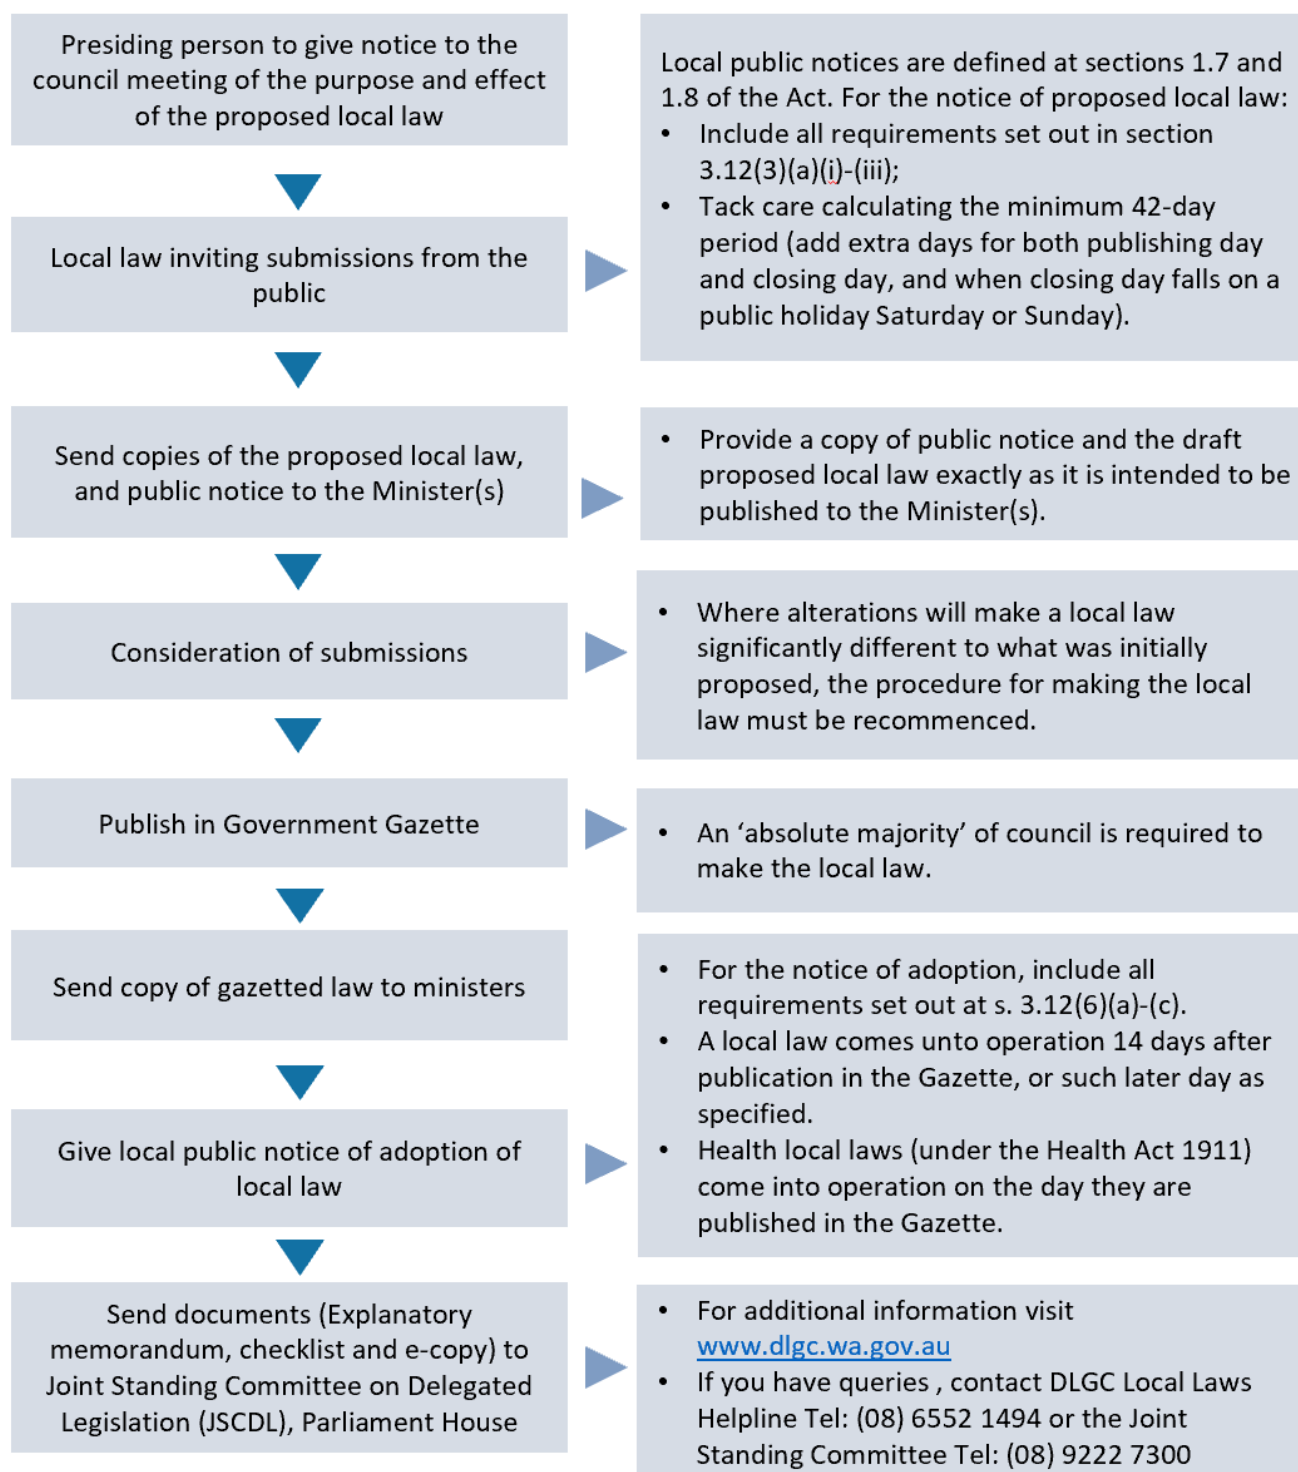 Presiding person to give notice to the
council meeting of the purpose and effect
of the proposed local law
Local law inviting submissions from the
public
Local public notices are defined at sections 1.7 and
1.8 of the Act. For the notice of proposed local law:
• Include all requirements set out in section
3.12(3)(a)(i)-(iii);
• Tack care calculating the minimum 42-day
period (add extra days for both publishing day
and closing day, and when closing day falls on a
public holiday Saturday or Sunday).
Send copies of the proposed local law,
and public notice to the Minister(s)
• Provide a copy of public notice and the draft
proposed local law exactly as it is intended to be
published to the Minister(s).
Consideration of submissions
• Where alterations will make a local law
significantly different to what was initially
proposed, the procedure for making the local
law must be recommenced.
Publish in Government Gazette
• An ‘absolute majority’ of council is required to
make the local law.
Send copy of gazetted law to ministers
Give local public notice of adoption of
local law
• For the notice of adoption, include all
requirements set out at s. 3.12(6)(a)-(c).
• A local law comes unto operation 14 days after
publication in the Gazette, or such later day as
specified.
• Health local laws (under the Health Act 1911)
come into operation on the day they are
published in the Gazette.
Send documents (Explanatory
memorandum, checklist and e-copy) to
Joint Standing Committee on Delegated
Legislation (JSCDL), Parliament House
• For additional information visit
www.dlgc.wa.gov.au
• If you have queries , contact DLGC Local Laws
Helpline Tel: (08) 6552 1494 or the Joint
Standing Committee Tel: (08) 9222 7300